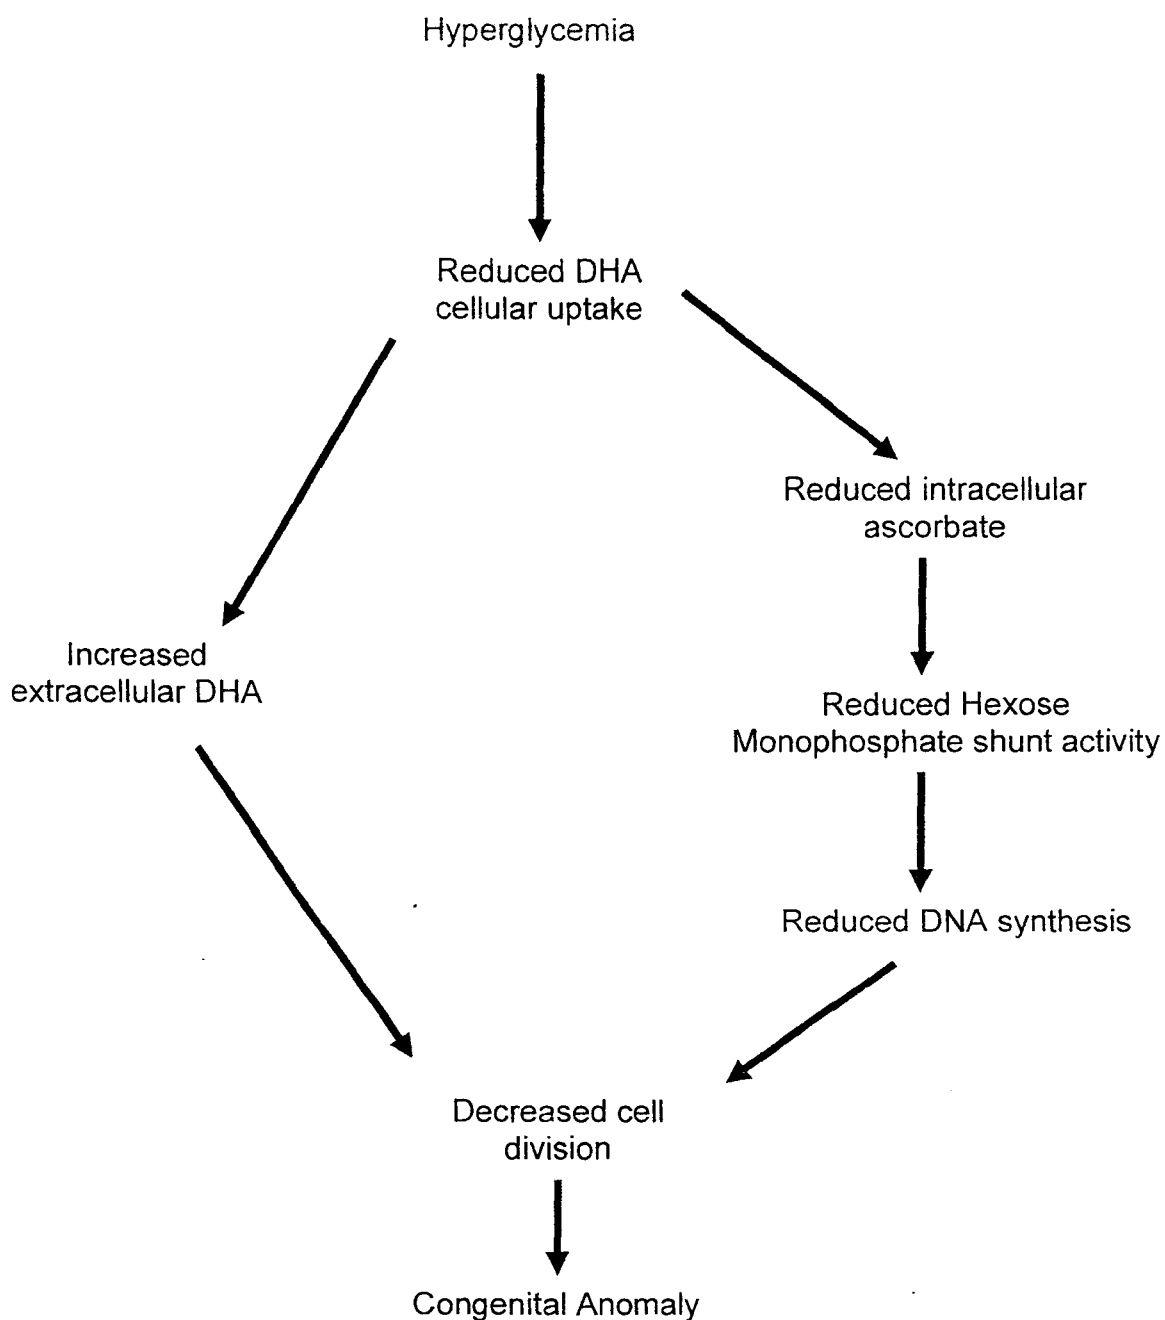 Hyperglycemia
Reduced DHA
cellular uptake
Reduced intracellular
ascorbate
Increased
extracellular DHA
Reduced Hexose
Monophosphate shunt activity
Reduced DNA synthesis
Decreased cell
division
Congenital Anomaly